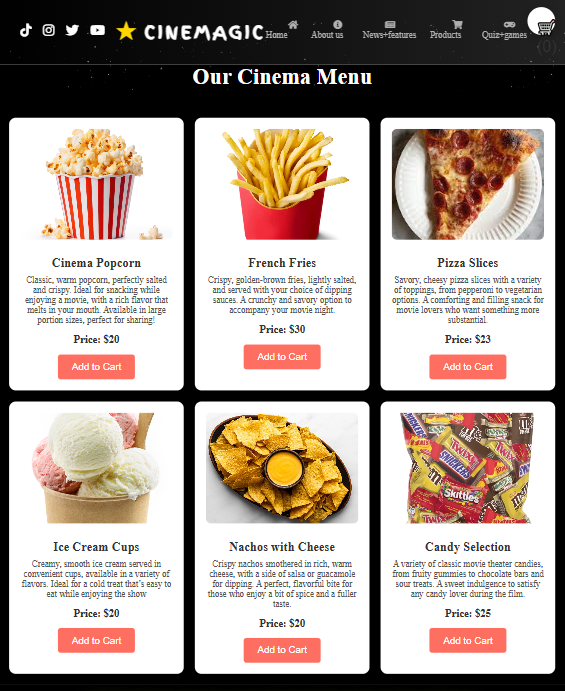 CINEMAGIC
Home About us News+features Products Quiz+games
(0)
Our Cinema Menu
Cinema Popcorn
Classic, warm popcorn, perfectly salted
and crispy. Ideal for snacking while
enjoying a movie, with a rich flavor that
melts in your mouth. Available in large
portion sizes, perfect for sharing!
Price: $20
Add to Cart
French Fries
Crispy, golden-brown fries, lightly salted,
and served with your choice of dipping
sauces. A crunchy and savory option to
accompany your movie night.
Price: $30
Add to Cart
Pizza Slices
Savory, cheesy pizza slices with a variety
of toppings, from pepperoni to vegetarian
options. A comforting and filling snack for
movie lovers who want something more
substantial.
Price: $23
Add to Cart
Ice Cream Cups
Creamy, smooth ice cream served in
convenient cups, available in a variety of
flavors. Ideal for a cold treat that's easy to
eat while enjoying the show
Price: $20
Add to Cart
Nachos with Cheese
Crispy nachos smothered in rich, warm
cheese, with a side of salsa or guacamole
for dipping. A perfect, flavorful bite for
those who enjoy a bit of spice and a fuller
taste.
Price: $20
Add to Cart
TWIX
SNICKERS
Skittles
Candy Selection
A variety of classic movie theater candies,
from fruity gummies to chocolate bars and
sour treats. A sweet indulgence to satisfy
any candy lover during the film.
Price: $25
Add to Cart